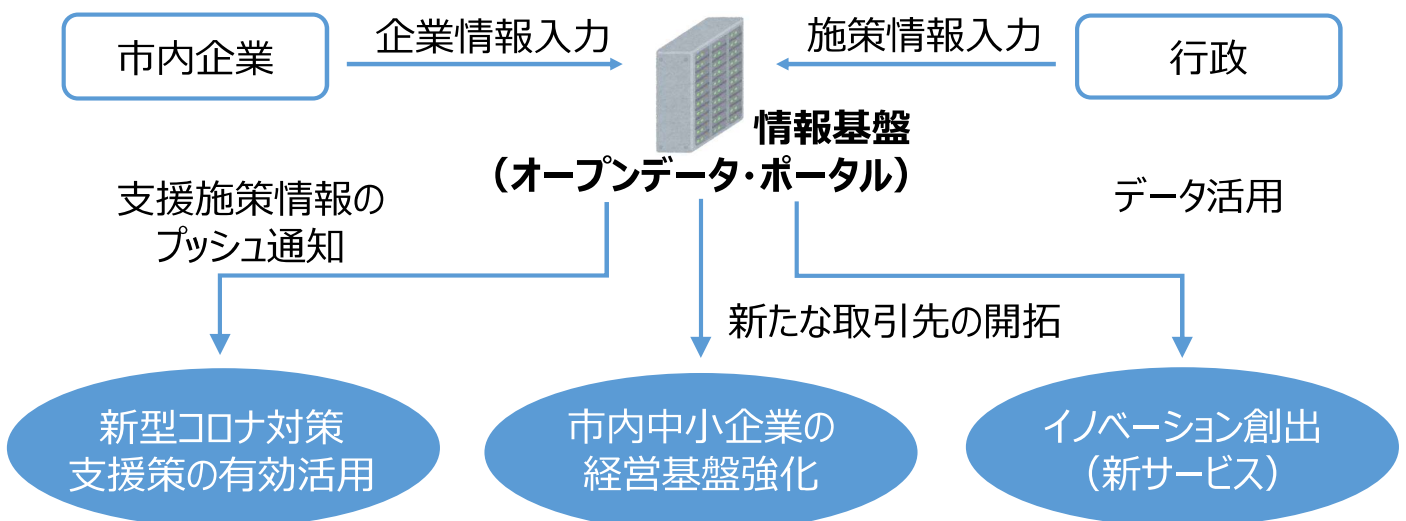 市内企業
企業情報入力
施策情報入力
行政
情報基盤
（オープンデータ・ポータル）
支援施策情報の
プッシュ通知
データ活用
新たな取引先の開拓
新型コロナ対策
支援策の有効活用
市内中小企業の
経営基盤強化
イノベーション創出
（新サービス）